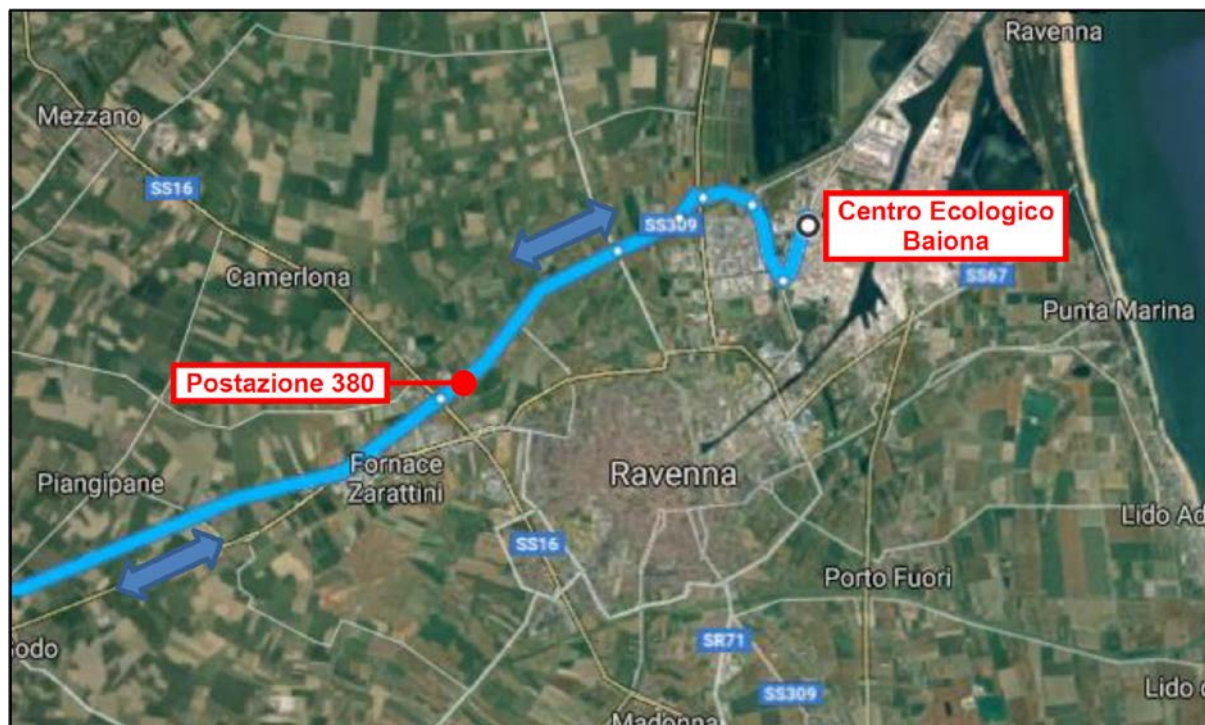 Ravenna
Mezzano
SS16
Centro Ecologico
Baiona
SS309
Camerlona
SS67
Punta Marina
Postazione 380
Fornace
Zarattini
Ravenna
Piangipane
Lido Ad
SS16
Porto Fuori
SR71
SS309
Lido
Madonna